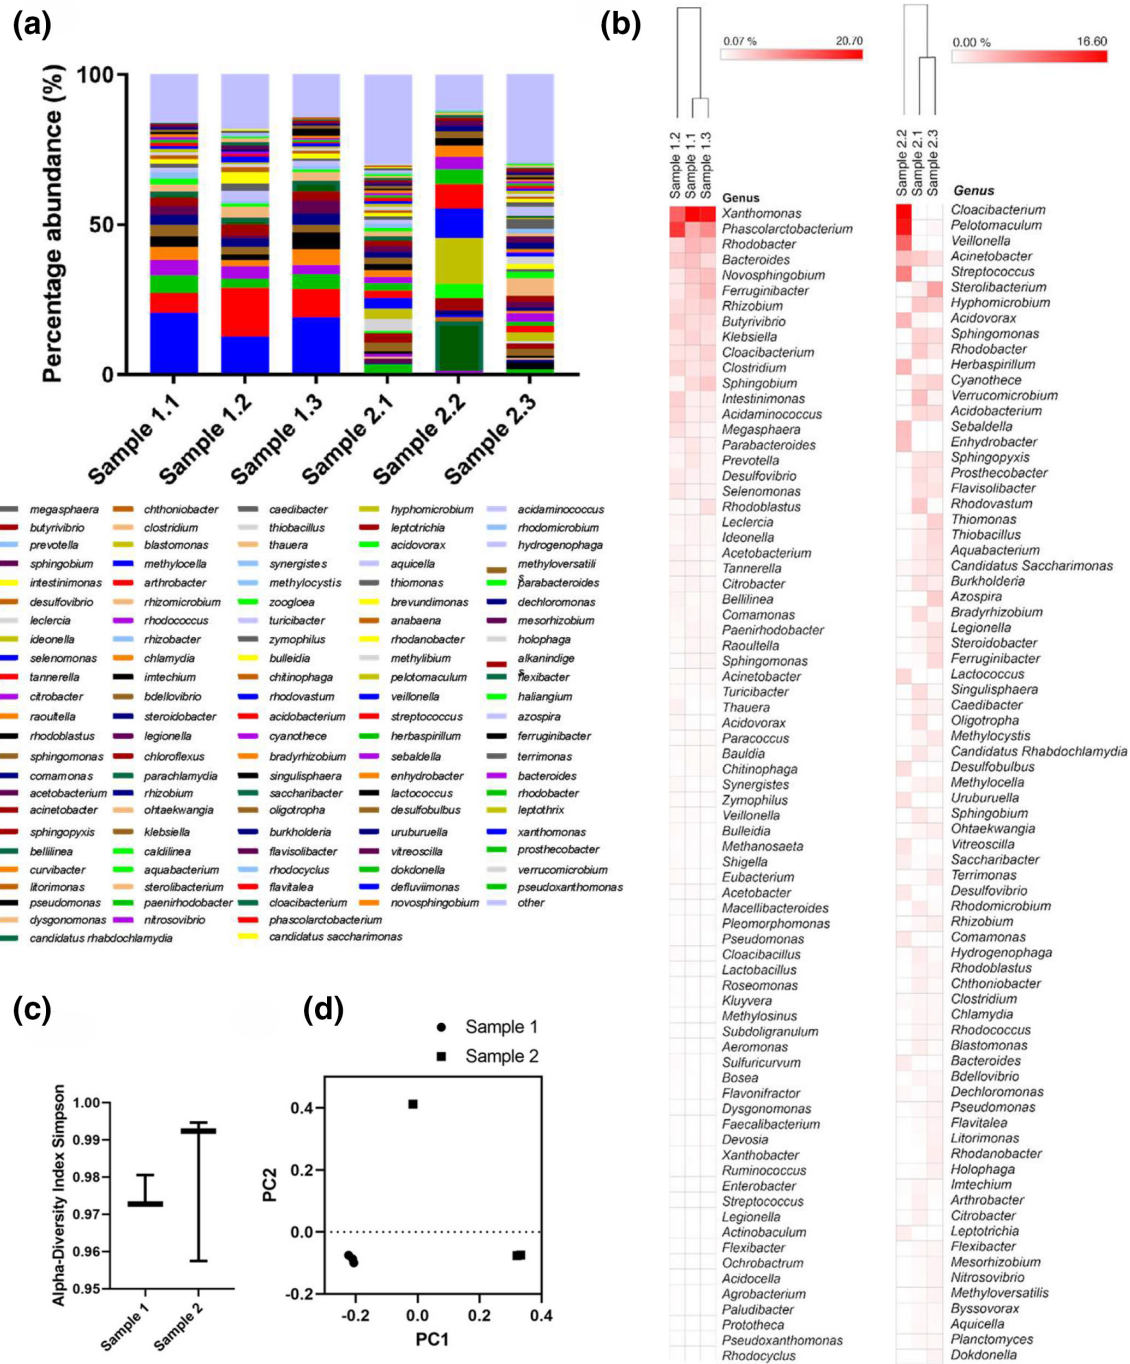 (a)
Percentage abundance (%)
100
50
0
Sample 1.1
Sample 1.2
Sample 1.3
Sample 2.1
Sample 2.2
Sample 2.3
megasphaera chthoniobacter caedibacter hyphomicrobium acidaminococcus
butyrivibrio clostridium thiobacillus leptotrichia rhodomicrobium
prevotella blastomonas thauera acidovorax hydrogenophaga
sphingobium methylocella synergistes aquicella methyloversatili
s
intestinimonas arthrobacter methylocystis thiomonas parabacteroides
desulfovibrio rhizomicrobium zoogloea brevundimonas dechloromonas
leclercia rhodococcus turicibacter anabaena mesorhizobium
ideonella rhizobacter zymophilus rhodanobacter holophaga
selenomonas chlamydia bulleidia methylibium alkanindige
s
tannerella imtechium chitinophaga pelotomaculum flexibacter
citrobacter bdellovibrio rhodovastum veillonella haliangium
raoultella steroidobacter acidobacterium streptococcus azospira
rhodoblastus legionella cyanothece herbaspirillum ferruginibacter
sphingomonas chloroflexus bradyrhizobium sebaldella terrimonas
comamonas parachlamydia singulisphaera enhydrobacter bacteroides
acetobacterium rhizobium saccharibacter lactococcus rhodobacter
acinetobacter ohtaekwangia oligotropha desulfobulbus leptothrix
sphingopyxis klebsiella burkholderia uruburuella xanthomonas
bellilinea caldilinea flavisolibacter vitreoscilla prosthecobacter
curvibacter aquabacterium rhodocyclus dokdonella verrucomicrobium
litorimonas sterolibacterium flavitalea defluviimonas pseudoxanthomonas
pseudomonas paenirhodobacter cloacibacterium novosphingobium other
dysgonomonas nitrosovibrio phascolarctobacterium
candidatus rhabdochlamydia candidatus saccharimonas
(b)
0.07 % 20.70
Sample 1.2
Sample 1.1
Sample 1.3
Genus
Xanthomonas
Phascolarctobacterium
Rhodobacter
Bacteroides
Novosphingobium
Ferruginibacter
Rhizobium
Butyrivibrio
Klebsiella
Cloacibacterium
Clostridium
Sphingobium
Intestinimonas
Acidaminococcus
Megasphaera
Parabacteroides
Prevotella
Desulfovibrio
Selenomonas
Rhodoblastus
Leclercia
Ideonella
Acetobacterium
Tannerella
Citrobacter
Bellilinea
Comamonas
Paenirhodobacter
Raoultella
Sphingomonas
Acinetobacter
Turicibacter
Thauera
Acidovorax
Paracoccus
Bauldia
Chitinophaga
Synergistes
Zymophilus
Veillonella
Bulleidia
Methanosaeta
Shigella
Eubacterium
Acetobacter
Macellibacteroides
Pleomorphomonas
Pseudomonas
Cloacibacillus
Lactobacillus
Roseomonas
Kluyvera
Methylosinus
Subdoligranulum
Aeromonas
Sulfuricurvum
Bosea
Flavonifractor
Dysgonomonas
Faecalibacterium
Devosia
Xanthobacter
Ruminococcus
Enterobacter
Streptococcus
Legionella
Actinobaculum
Flexibacter
Ochrobactrum
Acidocella
Agrobacterium
Paludibacter
Prototheca
Pseudoxanthomonas
Rhodocyclus
0.00 % 16.60
Sample 2.2
Sample 2.1
Sample 2.3
Genus
Cloacibacterium
Pelotomaculum
Veillonella
Acinetobacter
Streptococcus
Sterolibacterium
Hyphomicrobium
Acidovorax
Sphingomonas
Rhodobacter
Herbaspirillum
Cyanothece
Verrucomicrobium
Acidobacterium
Sebaldella
Enhydrobacter
Sphingopyxis
Prosthecobacter
Flavisolibacter
Rhodovastum
Thiomonas
Thiobacillus
Aquabacterium
Candidatus Saccharimonas
Burkholderia
Azospira
Bradyrhizobium
Legionella
Steroidobacter
Ferruginibacter
Lactococcus
Singulisphaera
Caedibacter
Oligotropha
Methylocystis
Candidatus Rhabdochlamydia
Desulfobulbus
Methylocella
Uruburuella
Sphingobium
Ohtaekwangia
Vitreoscilla
Saccharibacter
Terrimonas
Desulfovibrio
Rhodomicrobium
Rhizobium
Comamonas
Hydrogenophaga
Rhodoblastus
Chthoniobacter
Clostridium
Chlamydia
Rhodococcus
Blastomonas
Bacteroides
Bdellovibrio
Dechloromonas
Pseudomonas
Flavitalea
Litorimonas
Rhodanobacter
Holophaga
Imtechium
Arthrobacter
Citrobacter
Leptotrichia
Flexibacter
Mesorhizobium
Nitrosovibrio
Methyloversatilis
Byssovorax
Aquicella
Planctomyces
Dokdonella
(c)
Alpha-Diversity Index Simpson
1.00
0.99
0.98
0.97
0.96
0.95
Sample 1
Sample 2
(d)
Sample 1
Sample 2
PC2
0.4
0.2
0.0
-0.2
-0.2 0.0 0.2 0.4
PC1